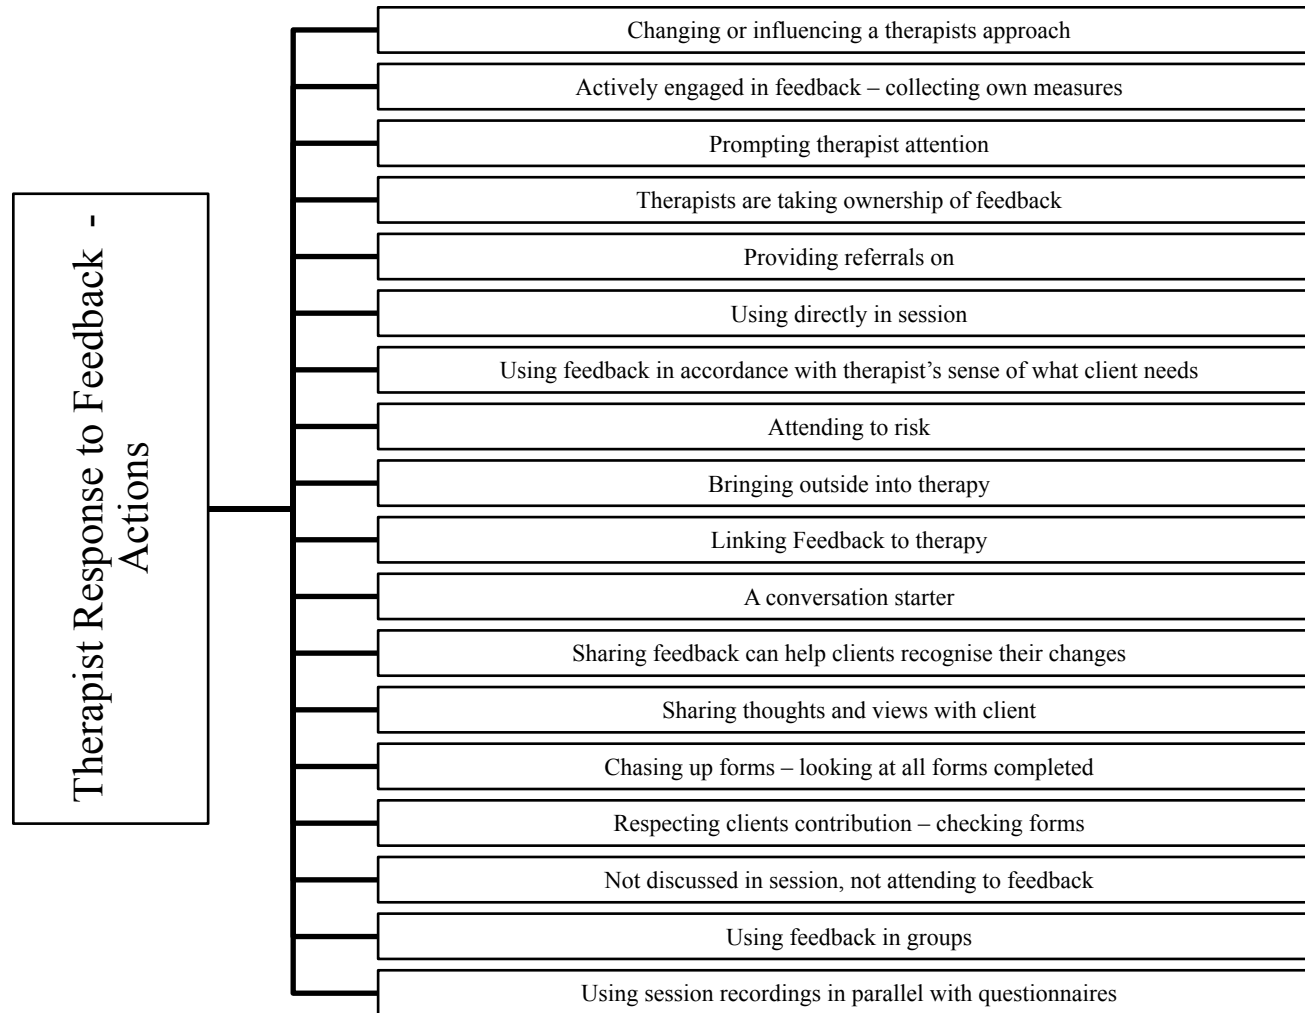 Therapist Response to Feedback -
Actions
Changing or influencing a therapists approach
Actively engaged in feedback – collecting own measures
Prompting therapist attention
Therapists are taking ownership of feedback
Providing referrals on
Using directly in session
Using feedback in accordance with therapist’s sense of what client needs
Attending to risk
Bringing outside into therapy
Linking Feedback to therapy
A conversation starter
Sharing feedback can help clients recognise their changes
Sharing thoughts and views with client
Chasing up forms – looking at all forms completed
Respecting clients contribution – checking forms
Not discussed in session, not attending to feedback
Using feedback in groups
Using session recordings in parallel with questionnaires